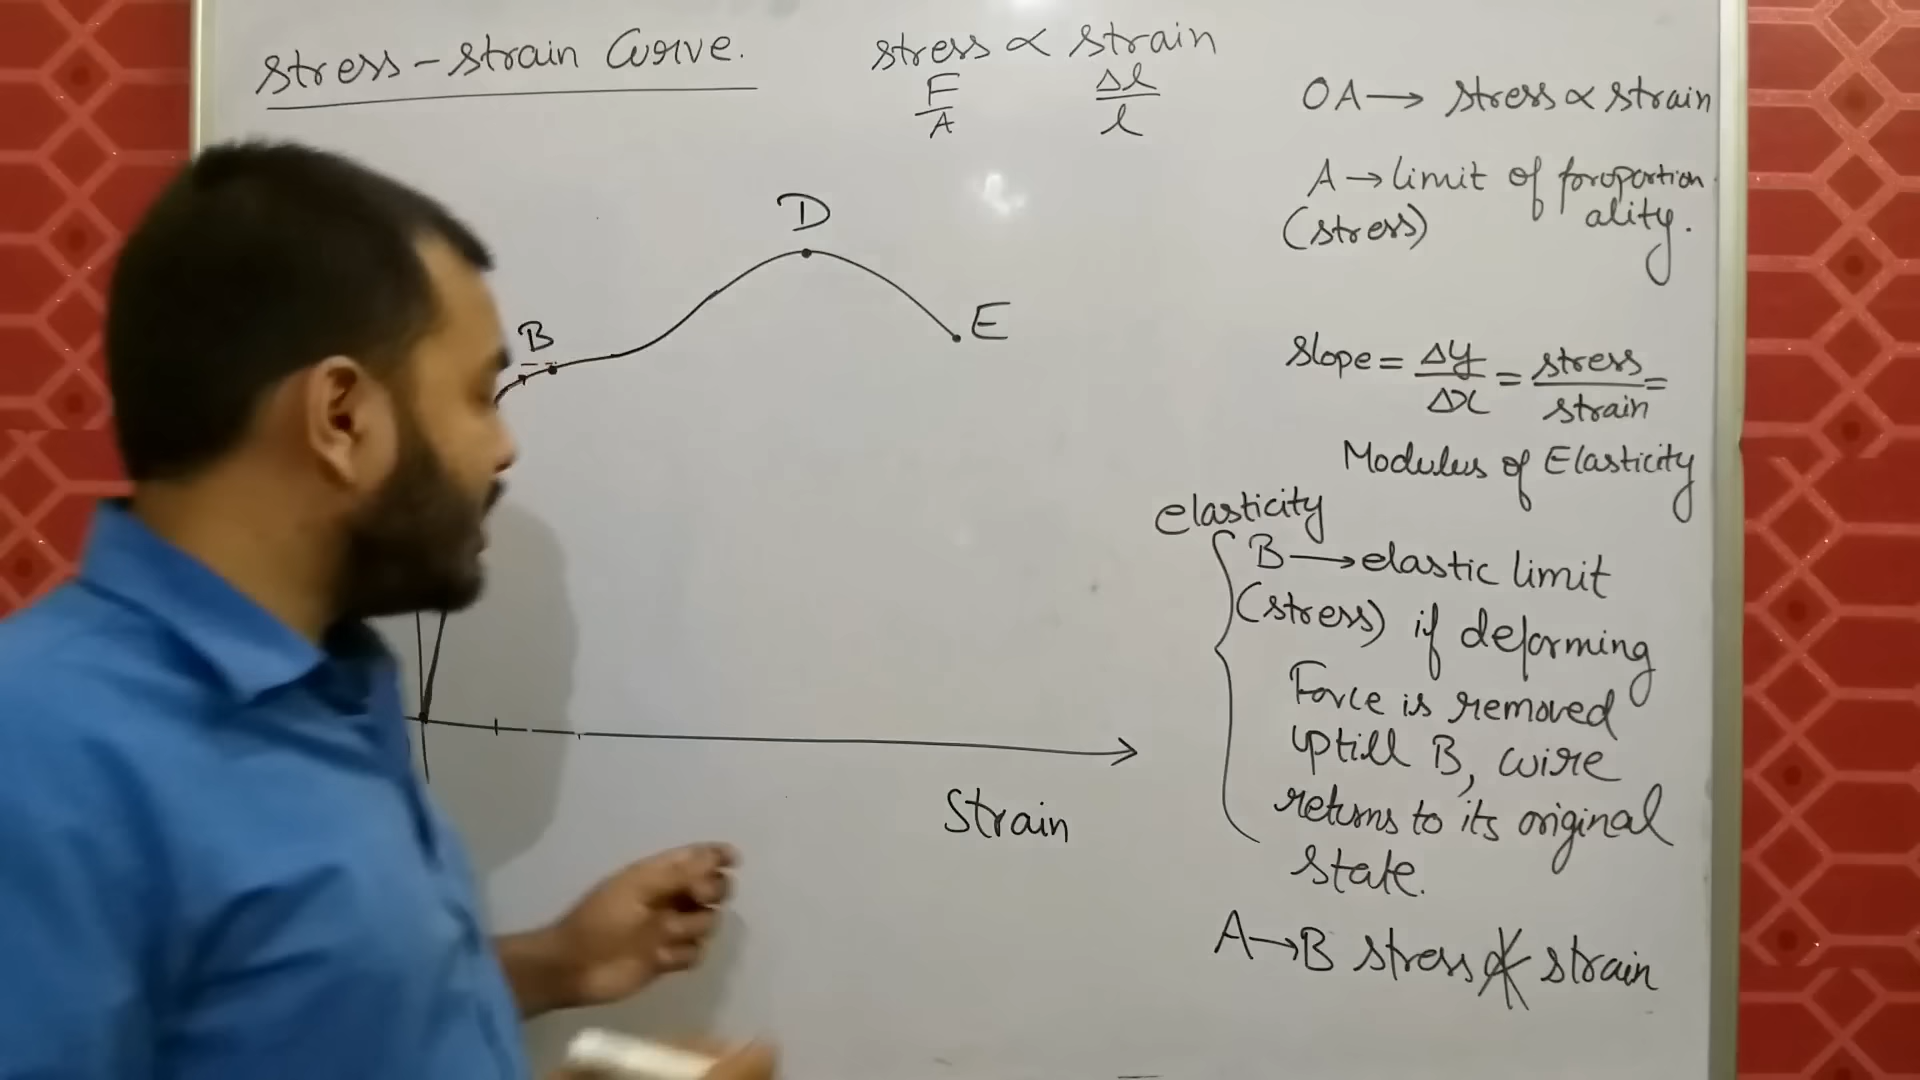 Stress-strain Curve.
stress ∝ strain
F/A Δl/l
D
B
E
Strain
OA → stress ∝ strain
A → limit of proportion
(stress) ality.
Slope = Δy/Δx = stress/strain =
Modulus of Elasticity
elasticity
B → elastic limit
(stress) if deforming
Force is removed
uptill B, wire
returns to its original
state.
A → B stress ∝ strain